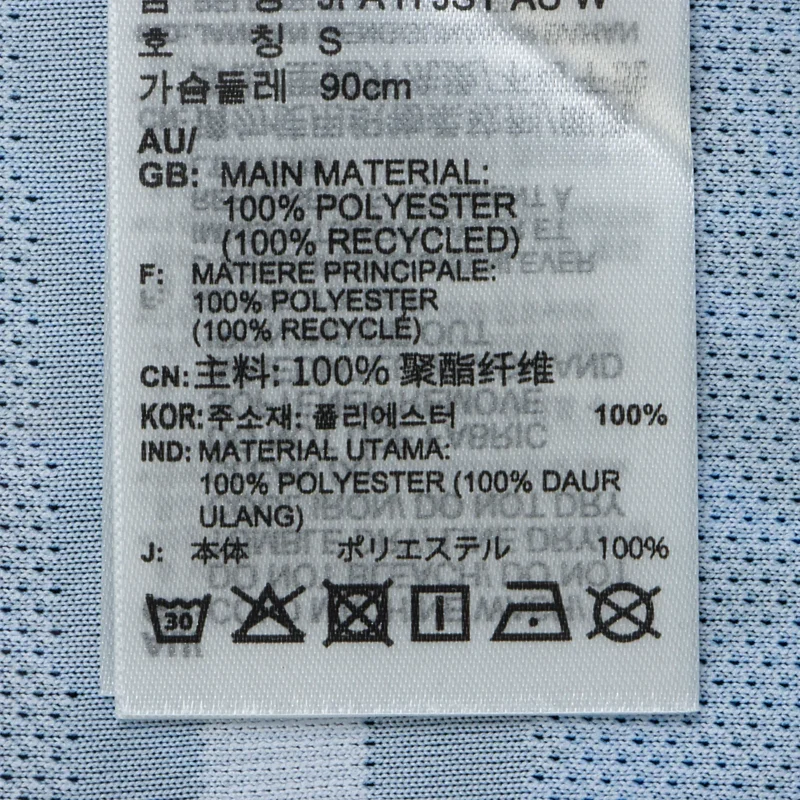 호 칭 S
가슴둘레 90cm
AU/
GB: MAIN MATERIAL:
100% POLYESTER
(100% RECYCLED)
F: MATIERE PRINCIPALE:
100% POLYESTER
(100% RECYCLÉ)
CN: 主料: 100% 聚酯纤维
KOR: 주소재: 폴리에스터 100%
IND: MATERIAL UTAMA:
100% POLYESTER (100% DAUR
ULANG)
J: 本体 ポリエステル 100%
30